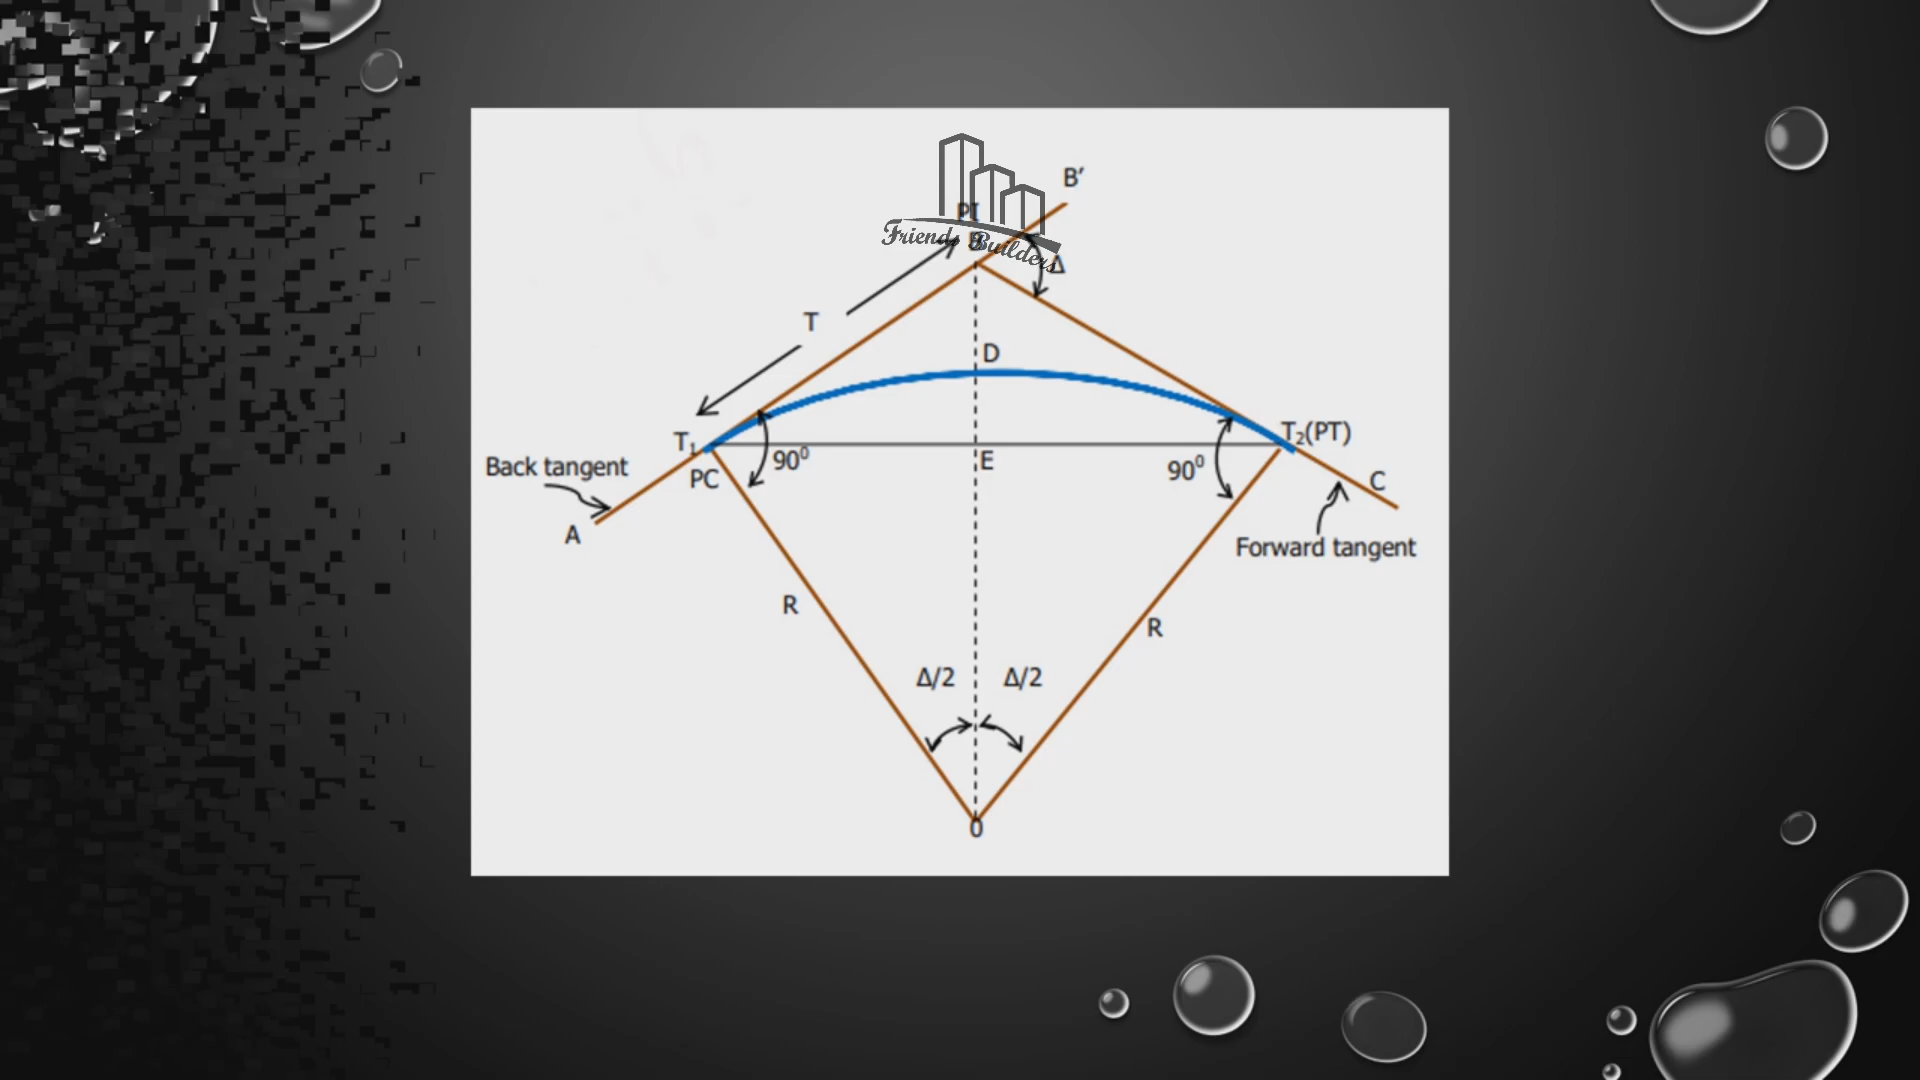 B′
PI
B
Friends Builders
Δ
T
D
T₁
T₂(PT)
90⁰
E
90⁰
Back tangent
PC
C
A
Forward tangent
R
R
Δ/2
Δ/2
0